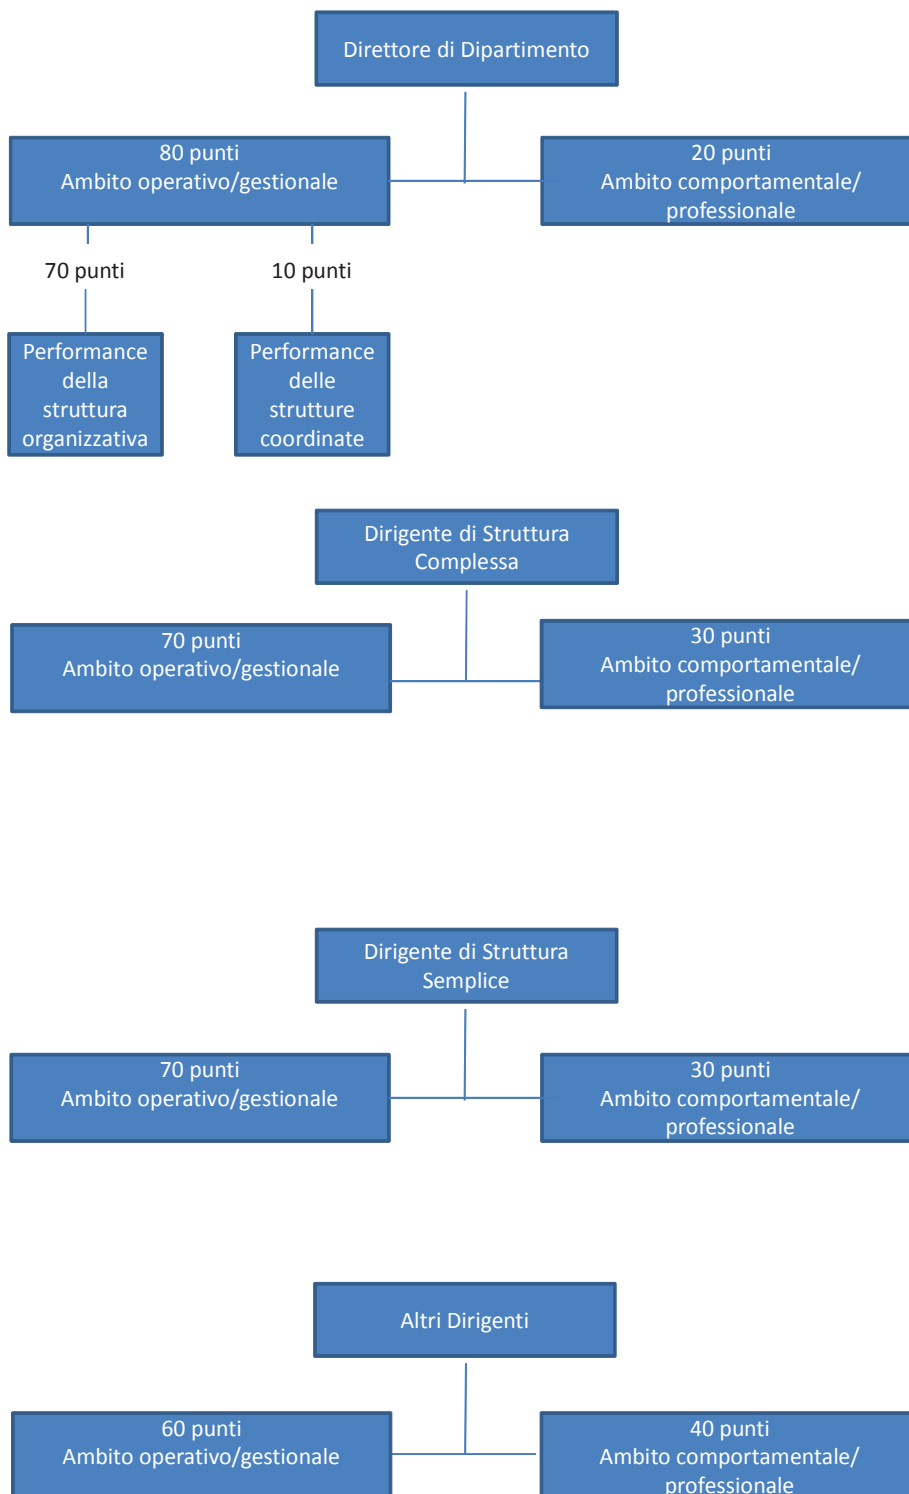 Direttore di Dipartimento
80 punti
Ambito operativo/gestionale
20 punti
Ambito comportamentale/
professionale
70 punti
10 punti
Performance
della
struttura
organizzativa
Performance
delle
strutture
coordinate
Dirigente di Struttura
Complessa
70 punti
Ambito operativo/gestionale
30 punti
Ambito comportamentale/
professionale
Dirigente di Struttura
Semplice
70 punti
Ambito operativo/gestionale
30 punti
Ambito comportamentale/
professionale
Altri Dirigenti
60 punti
Ambito operativo/gestionale
40 punti
Ambito comportamentale/
professionale